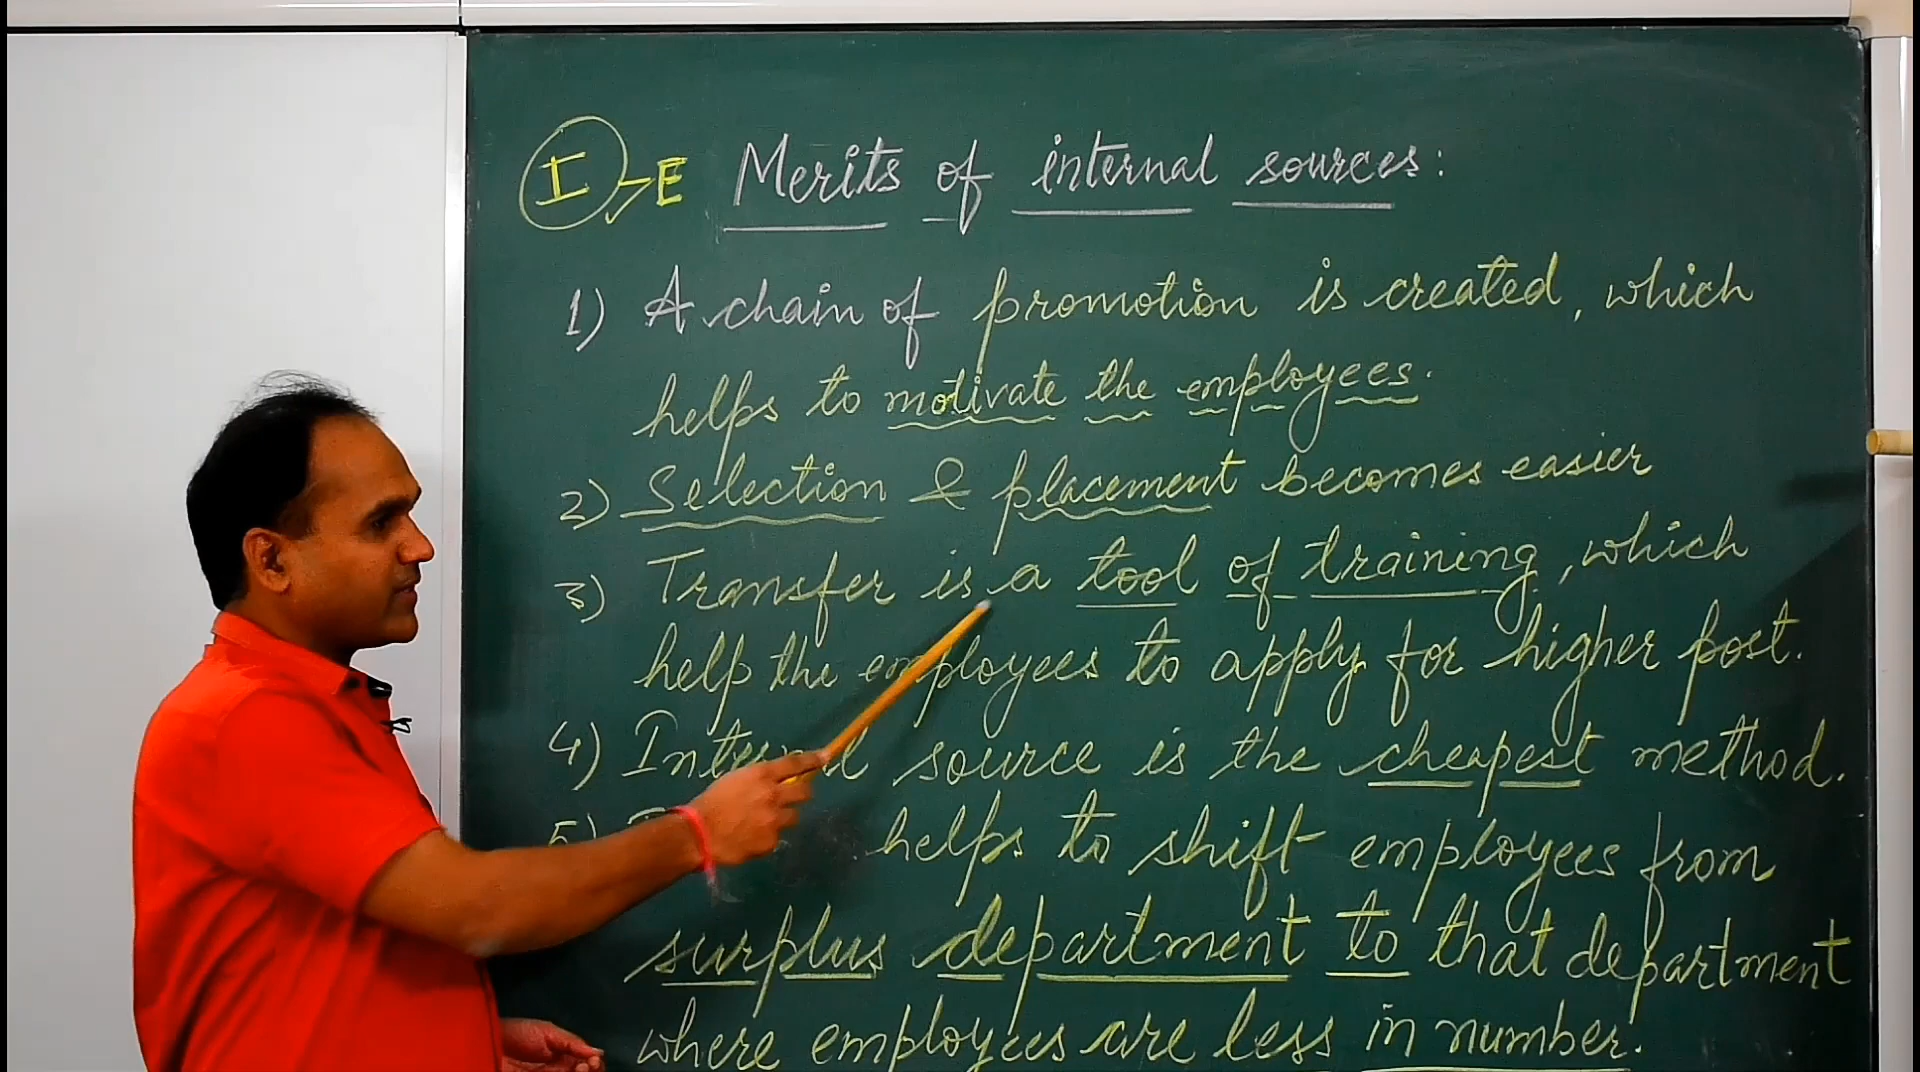 I → E Merits of internal sources:
1) A chain of promotion is created, which
helps to motivate the employees.
2) Selection & placement becomes easier
3) Transfer is a tool of training, which
help the employees to apply for higher post.
4) Internal source is the cheapest method.
5) helps to shift employees from
surplus department to that department
where employees are less in number.